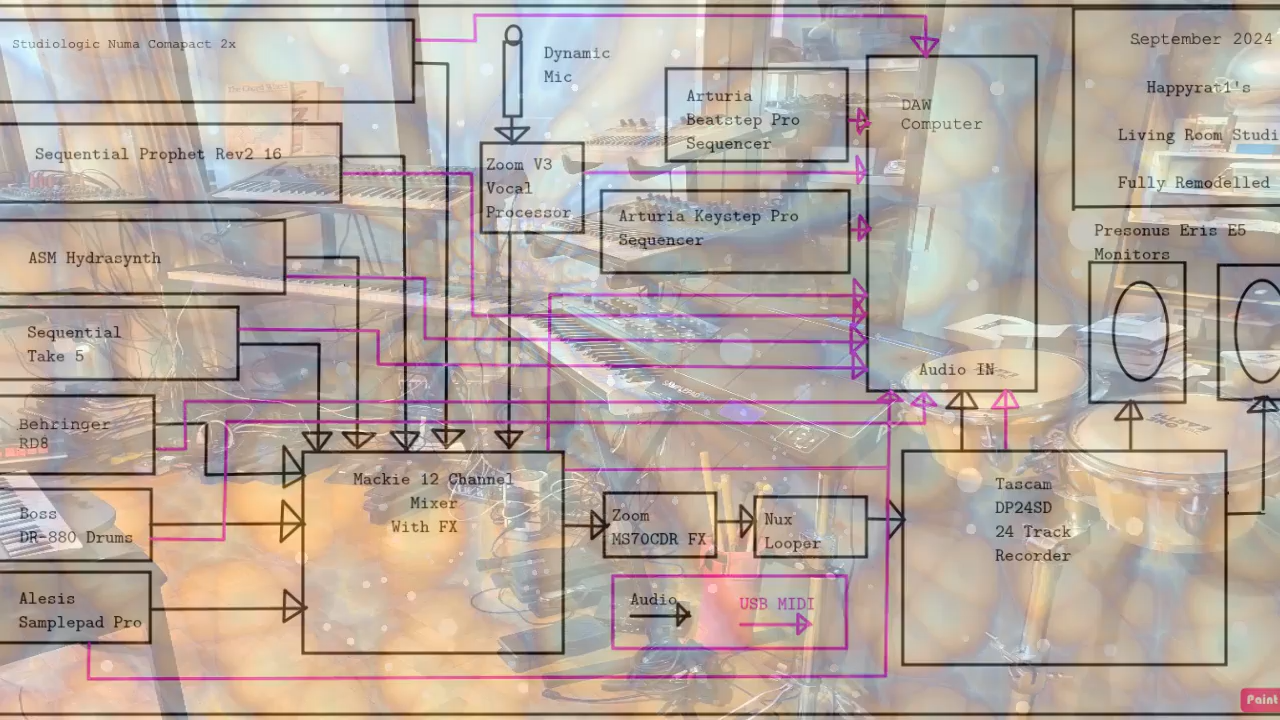 Studiologic Numa Comapact 2x
Dynamic
Mic
September 2024
Happyrat1's
Living Room Studi
Fully Remodelled
Arturia
Beatstep Pro
Sequencer
DAW
Computer
Sequential Prophet Rev2 16
Zoom V3
Vocal
Processor
Arturia Keystep Pro
Sequencer
Presonus Eris E5
Monitors
ASM Hydrasynth
Sequential
Take 5
Audio IN
Behringer
RD8
Mackie 12 Channel
Mixer
With FX
Boss
DR-880 Drums
Zoom
MS70CDR FX
Nux
Looper
Tascam
DP24SD
24 Track
Recorder
Alesis
Samplepad Pro
Audio
USB MIDI
Paint